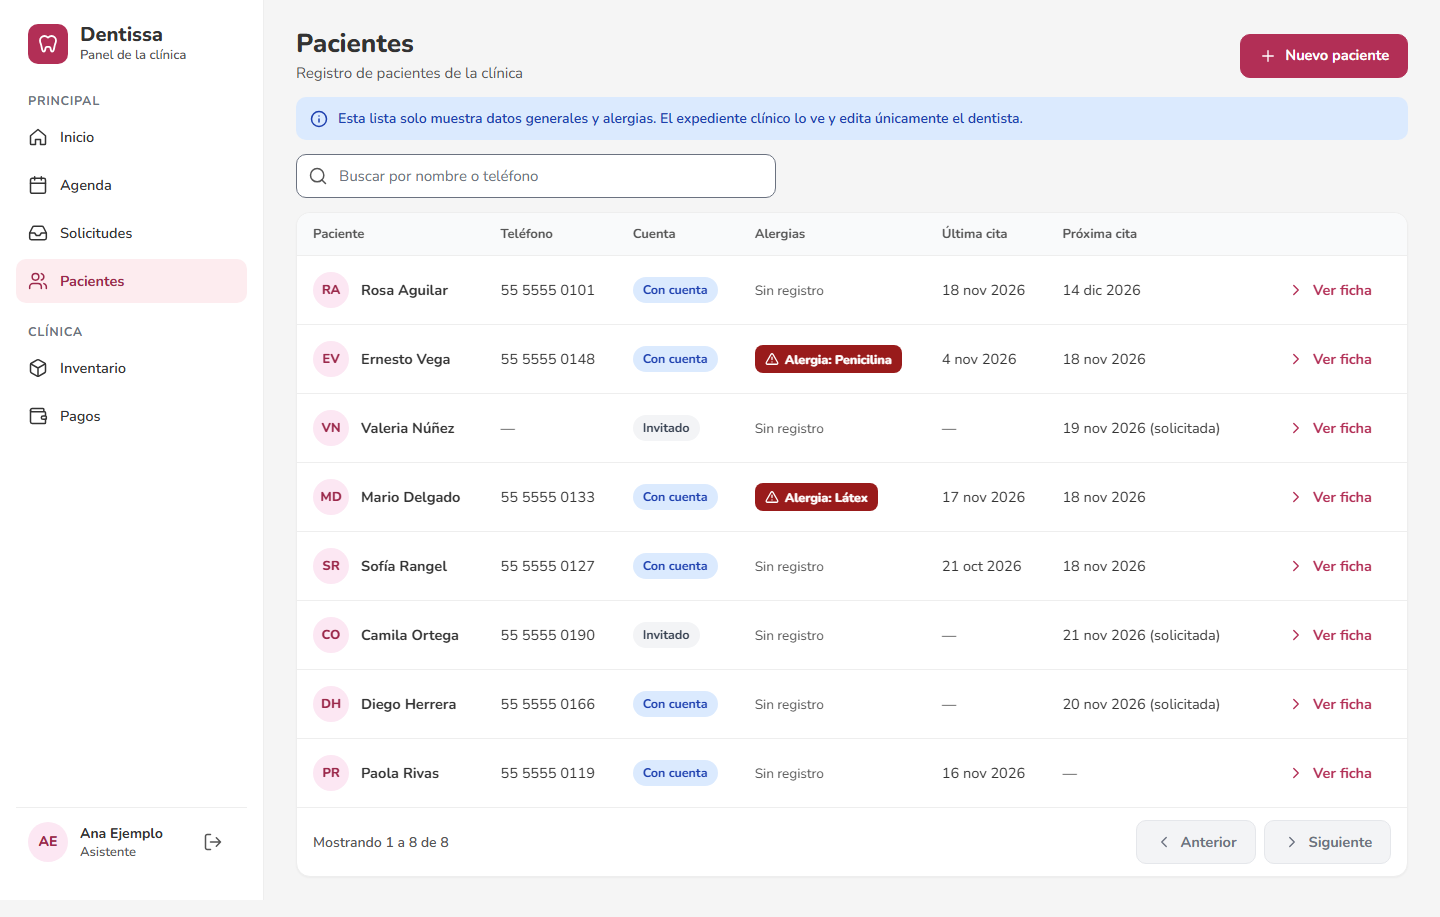 Dentissa
Panel de la clínica
PRINCIPAL
Inicio
Agenda
Solicitudes
Pacientes
CLÍNICA
Inventario
Pagos
AE
Ana Ejemplo
Asistente
Pacientes
Registro de pacientes de la clínica
Nuevo paciente
Esta lista solo muestra datos generales y alergias. El expediente clínico lo ve y edita únicamente el dentista.
Buscar por nombre o teléfono
Paciente Teléfono Cuenta Alergias Última cita Próxima cita
RA Rosa Aguilar 55 5555 0101 Con cuenta Sin registro 18 nov 2026 14 dic 2026 Ver ficha
EV Ernesto Vega 55 5555 0148 Con cuenta Alergia: Penicilina 4 nov 2026 18 nov 2026 Ver ficha
VN Valeria Núñez — Invitado Sin registro — 19 nov 2026 (solicitada) Ver ficha
MD Mario Delgado 55 5555 0133 Con cuenta Alergia: Látex 17 nov 2026 18 nov 2026 Ver ficha
SR Sofía Rangel 55 5555 0127 Con cuenta Sin registro 21 oct 2026 18 nov 2026 Ver ficha
CO Camila Ortega 55 5555 0190 Invitado Sin registro — 21 nov 2026 (solicitada) Ver ficha
DH Diego Herrera 55 5555 0166 Con cuenta Sin registro — 20 nov 2026 (solicitada) Ver ficha
PR Paola Rivas 55 5555 0119 Con cuenta Sin registro 16 nov 2026 — Ver ficha
Mostrando 1 a 8 de 8 Anterior Siguiente